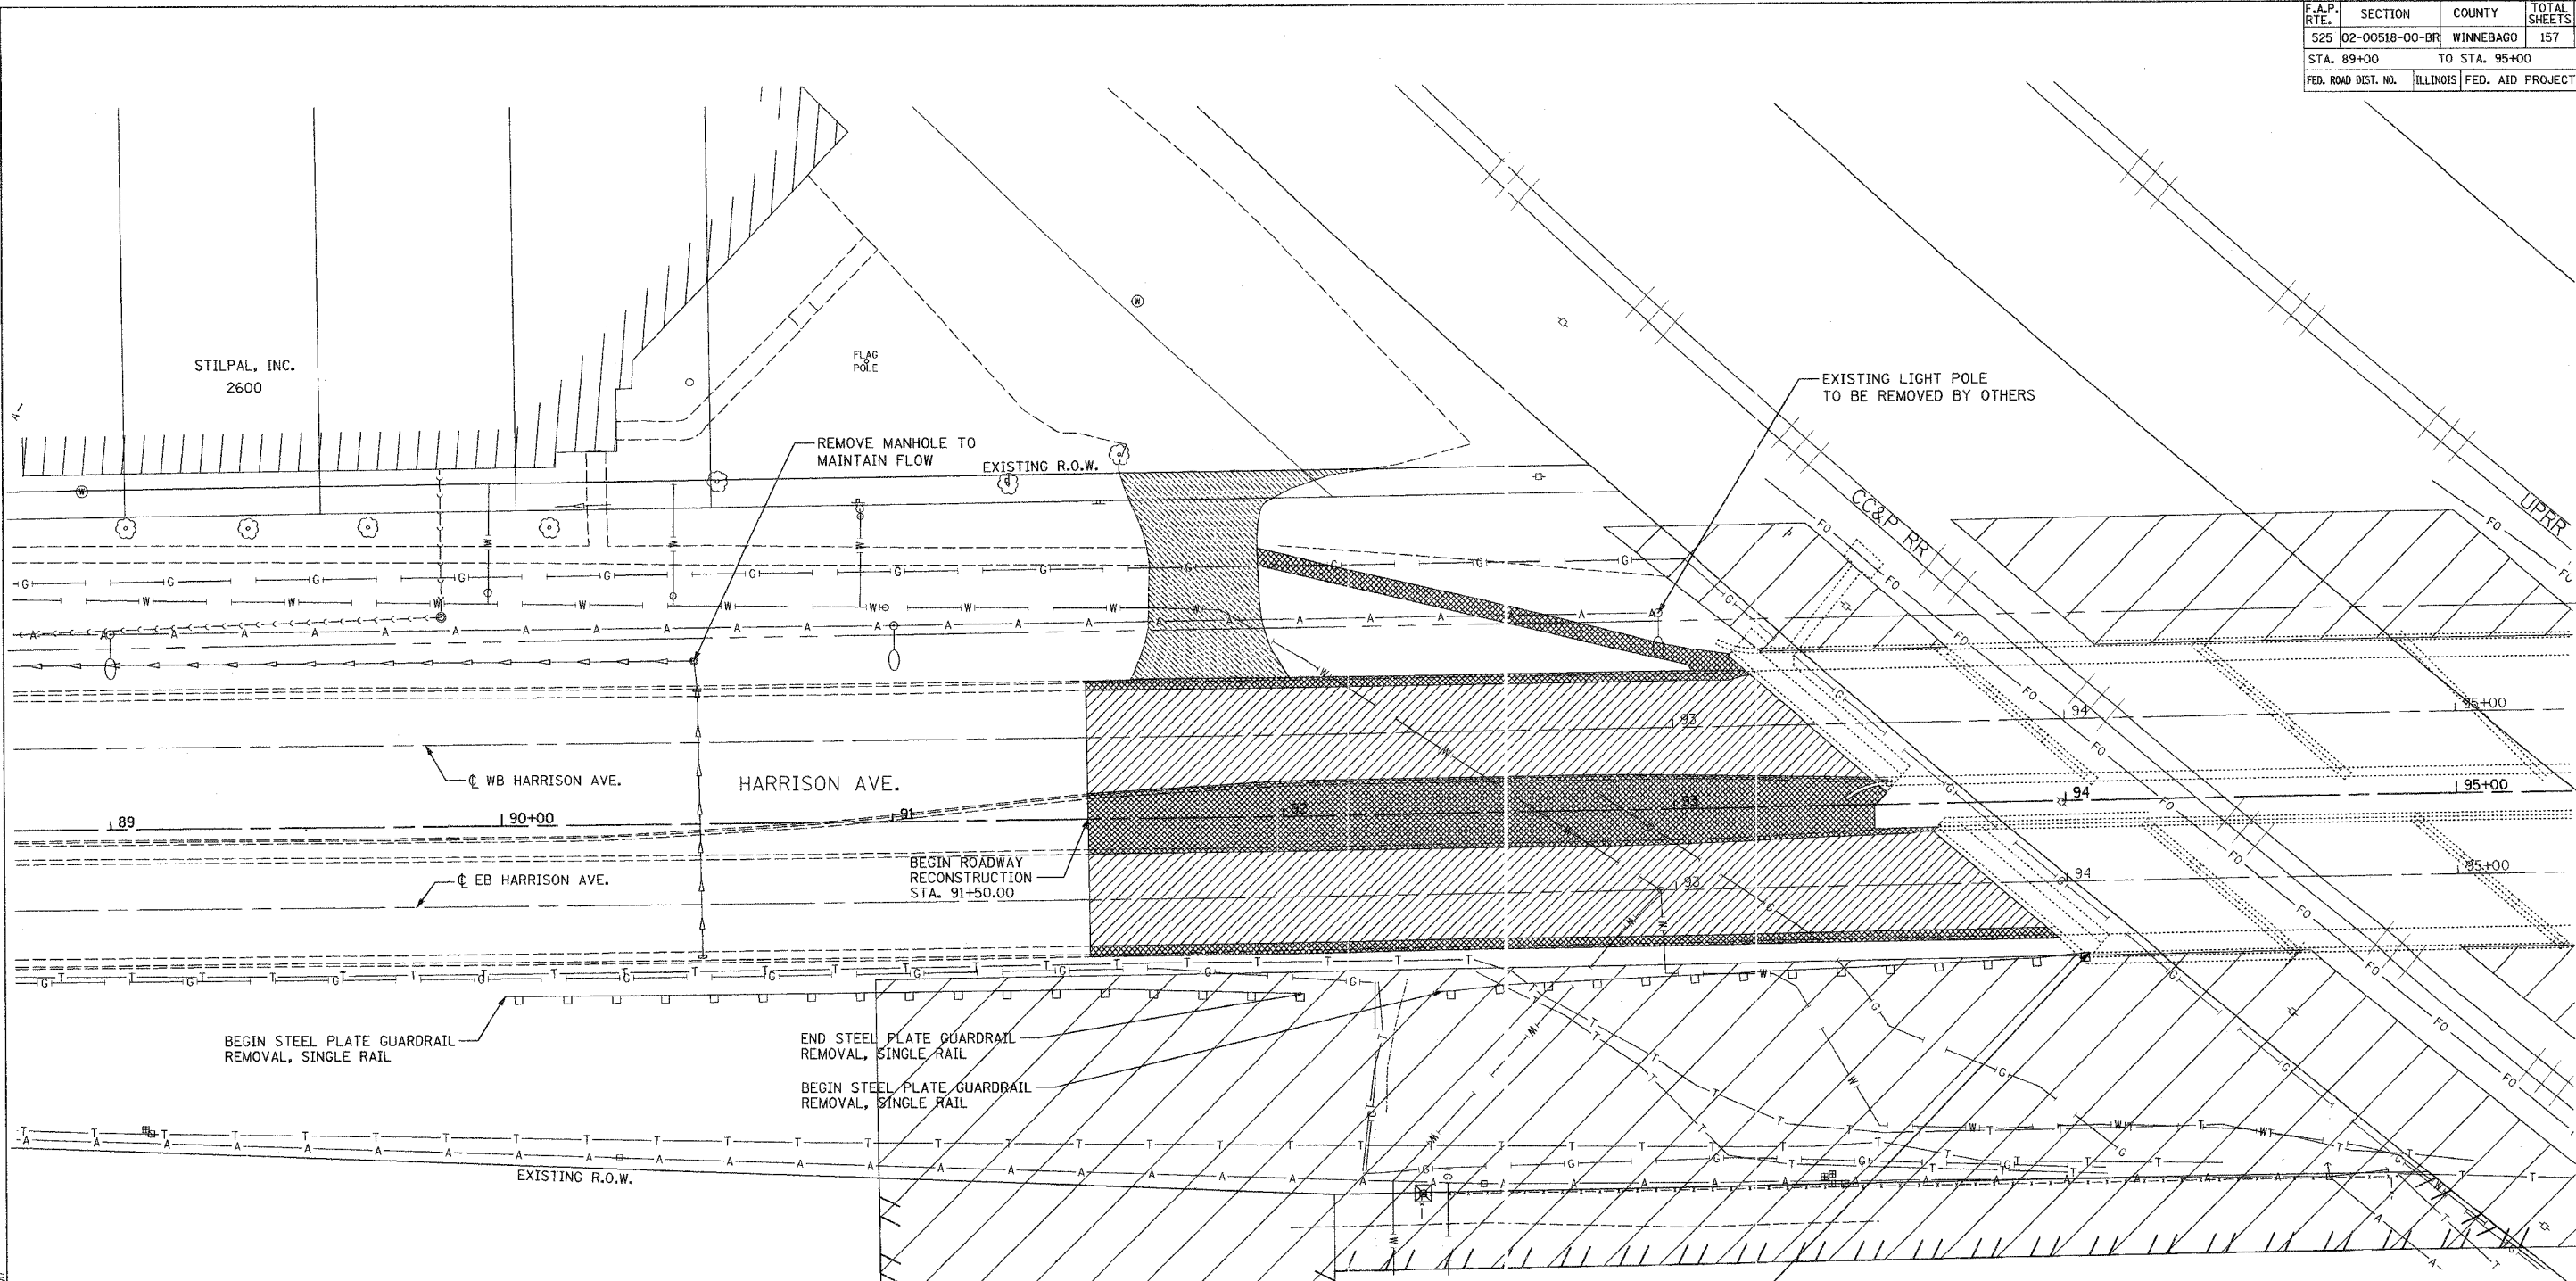 F.A.P. RTE. SECTION COUNTY TOTAL SHEETS
525 02-00518-00-BR WINNEBAGO 157
STA. 89+00 TO STA. 95+00
FED. ROAD DIST. NO. ILLINOIS FED. AID PROJECT
STILPAL, INC.
2600
FLAG
POLE
EXISTING LIGHT POLE
TO BE REMOVED BY OTHERS
REMOVE MANHOLE TO
MAINTAIN FLOW
EXISTING R.O.W.
CC&P RR
UPRR
℄ WB HARRISON AVE.
HARRISON AVE.
93
94
95+00
89
90+00
91
92
93
94
95+00
BEGIN ROADWAY
RECONSTRUCTION
STA. 91+50.00
℄ EB HARRISON AVE.
93
94
95+00
BEGIN STEEL PLATE GUARDRAIL
REMOVAL, SINGLE RAIL
END STEEL PLATE GUARDRAIL
REMOVAL, SINGLE RAIL
BEGIN STEEL PLATE GUARDRAIL
REMOVAL, SINGLE RAIL
EXISTING R.O.W.